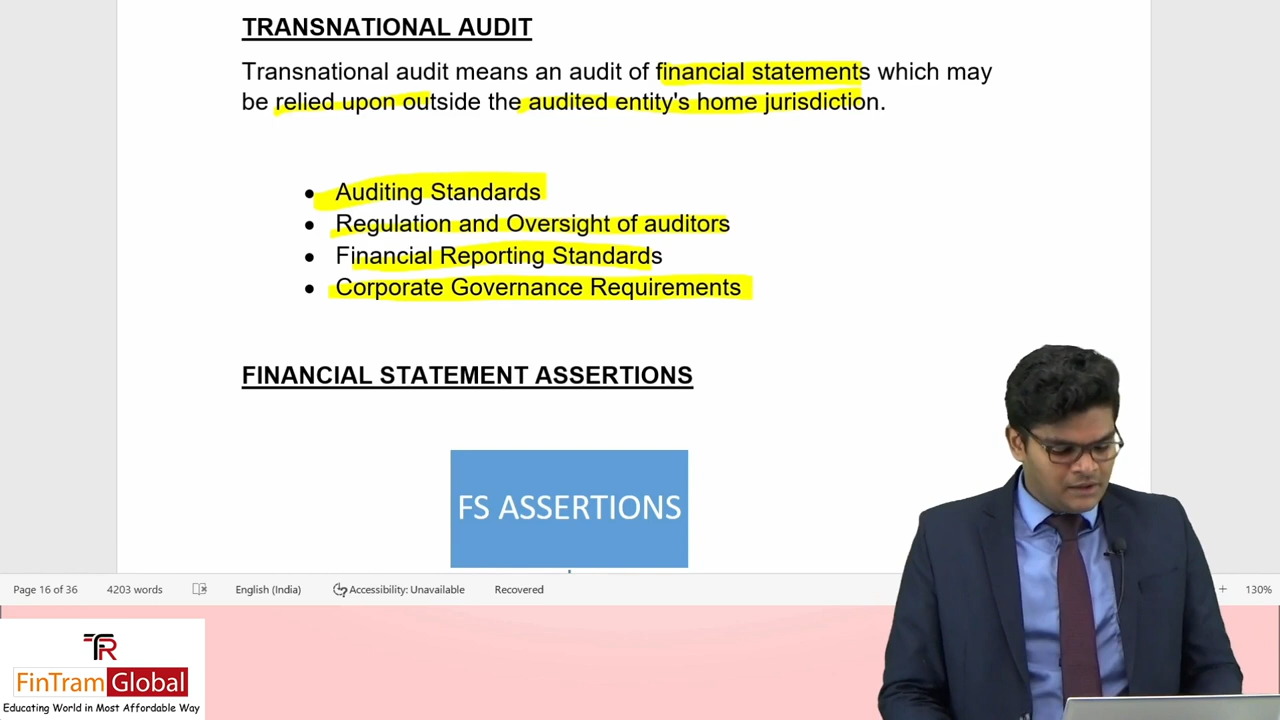 TRANSNATIONAL AUDIT
Transnational audit means an audit of financial statements which may
be relied upon outside the audited entity's home jurisdiction.
• Auditing Standards
• Regulation and Oversight of auditors
• Financial Reporting Standards
• Corporate Governance Requirements
FINANCIAL STATEMENT ASSERTIONS
FS ASSERTIONS
Page 16 of 36 4203 words English (India) Accessibility: Unavailable Recovered + 130%
TR
FinTram Global
Educating World in Most Affordable Way